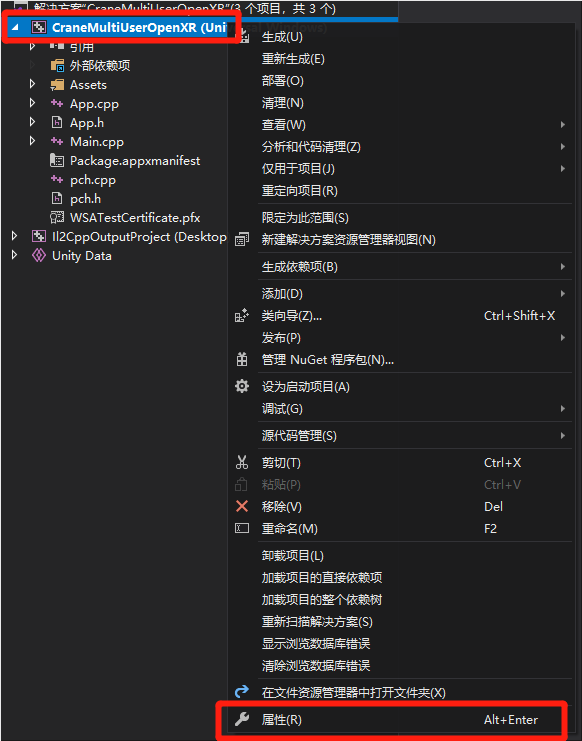 解决方案"CraneMultiUserOpenXR"(3 个项目，共 3 个)
CraneMultiUserOpenXR (Uni
引用
外部依赖项
Assets
App.cpp
App.h
Main.cpp
Package.appxmanifest
pch.cpp
pch.h
WSATestCertificate.pfx
Il2CppOutputProject (Desktop
Unity Data
生成(U)
重新生成(E)
部署(O)
清理(N)
查看(W)
分析和代码清理(Z)
仅用于项目(J)
重定向项目(R)
限定为此范围(S)
新建解决方案资源管理器视图(N)
生成依赖项(B)
添加(D)
类向导(Z)... Ctrl+Shift+X
发布(P)
管理 NuGet 程序包(N)...
设为启动项目(A)
调试(G)
源代码管理(S)
剪切(T) Ctrl+X
粘贴(P) Ctrl+V
移除(V) Del
重命名(M) F2
卸载项目(L)
加载项目的直接依赖项
加载项目的整个依赖树
重新扫描解决方案(S)
显示浏览数据库错误
清除浏览数据库错误
在文件资源管理器中打开文件夹(X)
属性(R) Alt+Enter